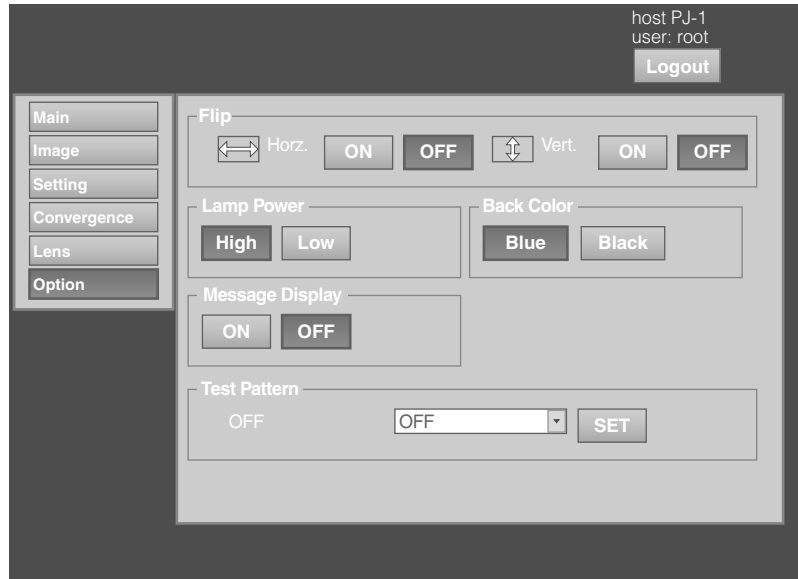 host PJ-1
user: root
Logout
Main
Image
Setting
Convergence
Lens
Option
Flip
Horz. ON OFF Vert. ON OFF
Lamp Power
High Low
Back Color
Blue Black
Message Display
ON OFF
Test Pattern
OFF OFF SET